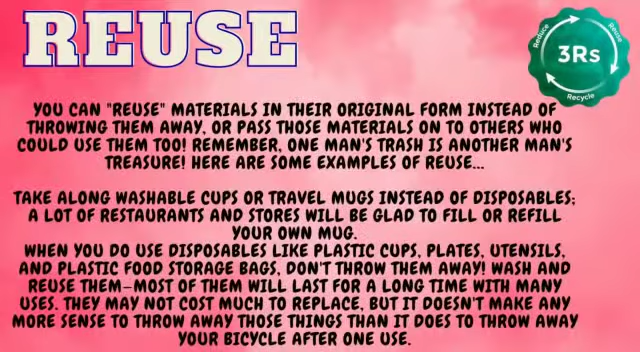 REUSE
Reduce
Reuse
3Rs
Recycle
YOU CAN "REUSE" MATERIALS IN THEIR ORIGINAL FORM INSTEAD OF
THROWING THEM AWAY, OR PASS THOSE MATERIALS ON TO OTHERS WHO
COULD USE THEM TOO! REMEMBER, ONE MAN'S TRASH IS ANOTHER MAN'S
TREASURE! HERE ARE SOME EXAMPLES OF REUSE...
TAKE ALONG WASHABLE CUPS OR TRAVEL MUGS INSTEAD OF DISPOSABLES;
A LOT OF RESTAURANTS AND STORES WILL BE GLAD TO FILL OR REFILL
YOUR OWN MUG.
WHEN YOU DO USE DISPOSABLES LIKE PLASTIC CUPS, PLATES, UTENSILS,
AND PLASTIC FOOD STORAGE BAGS, DON'T THROW THEM AWAY! WASH AND
REUSE THEM—MOST OF THEM WILL LAST FOR A LONG TIME WITH MANY
USES. THEY MAY NOT COST MUCH TO REPLACE, BUT IT DOESN'T MAKE ANY
MORE SENSE TO THROW AWAY THOSE THINGS THAN IT DOES TO THROW AWAY
YOUR BICYCLE AFTER ONE USE.